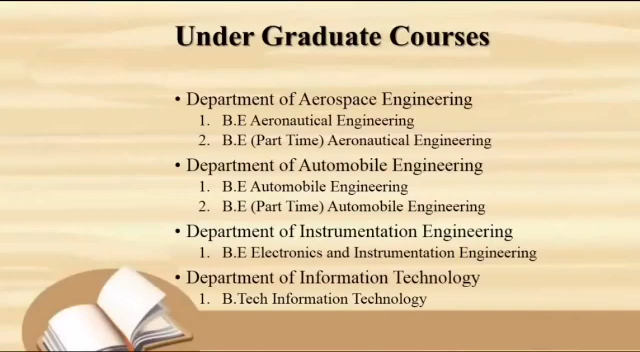 Under Graduate Courses
• Department of Aerospace Engineering
1. B.E Aeronautical Engineering
2. B.E (Part Time) Aeronautical Engineering
• Department of Automobile Engineering
1. B.E Automobile Engineering
2. B.E (Part Time) Automobile Engineering
• Department of Instrumentation Engineering
1. B.E Electronics and Instrumentation Engineering
• Department of Information Technology
1. B.Tech Information Technology